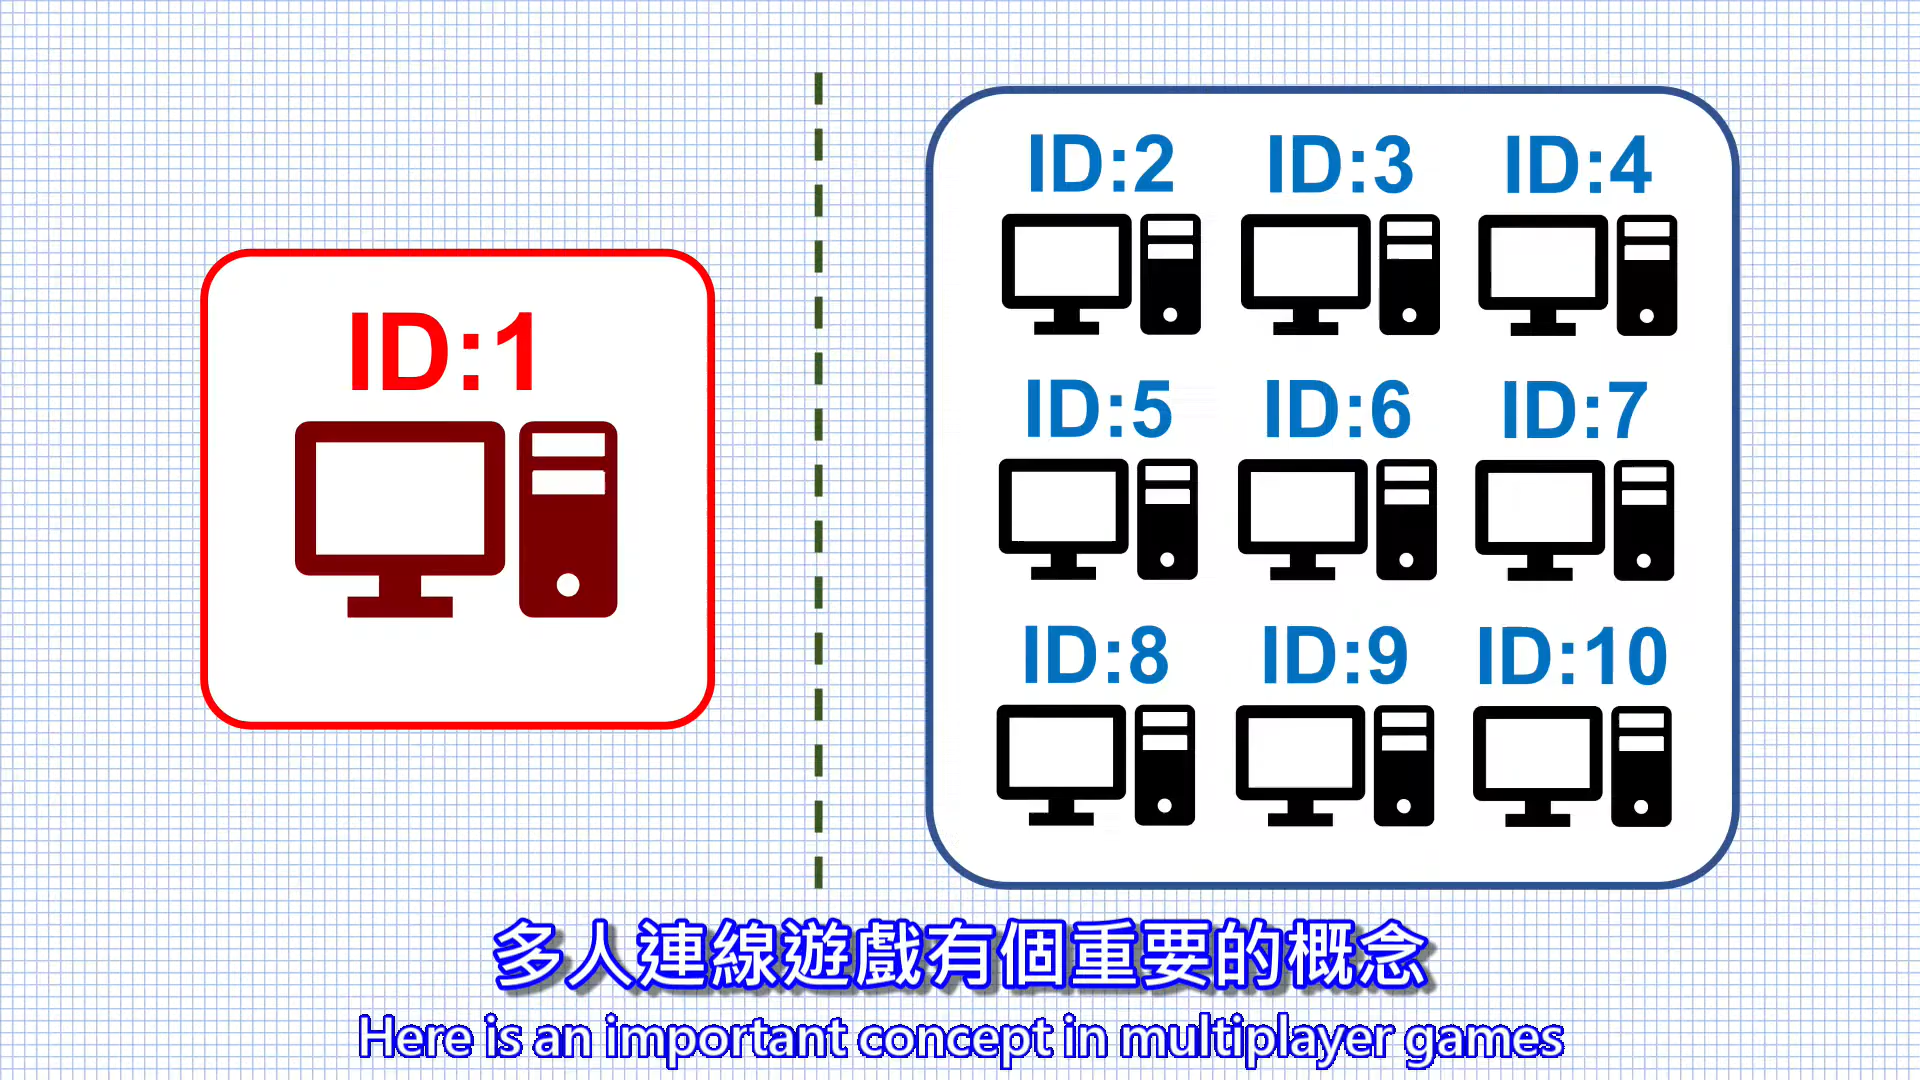 ID:1
ID:2 ID:3 ID:4
ID:5 ID:6 ID:7
ID:8 ID:9 ID:10
多人連線遊戲有個重要的概念
Here is an important concept in multiplayer games